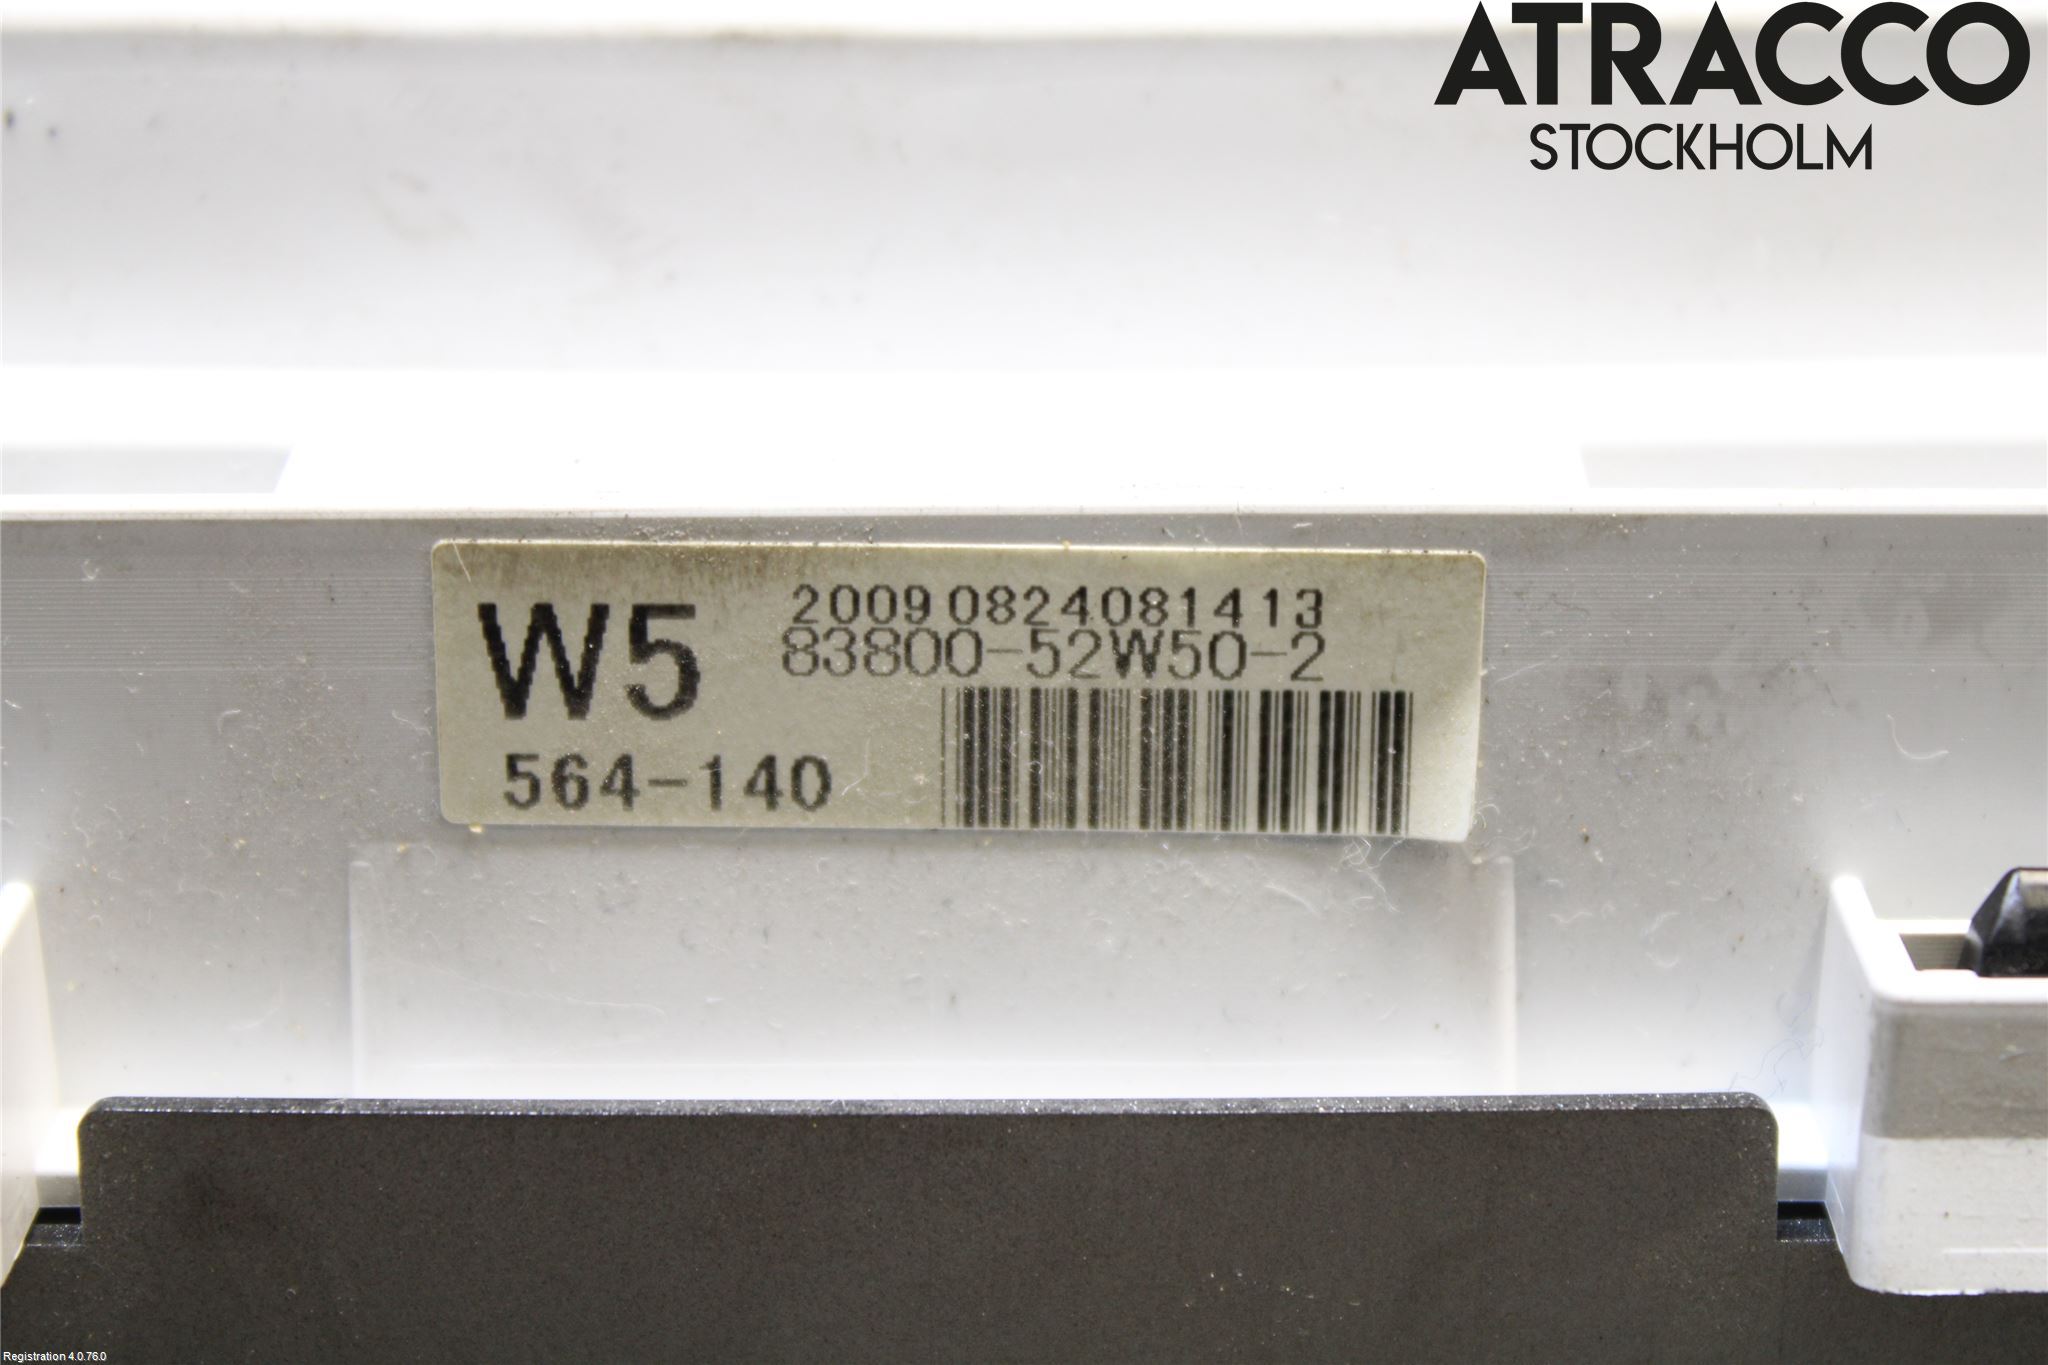 ATRACCO
STOCKHOLM
W5
20090824081413
83800-52W50-2
564-140
Registration 4.0.76.0